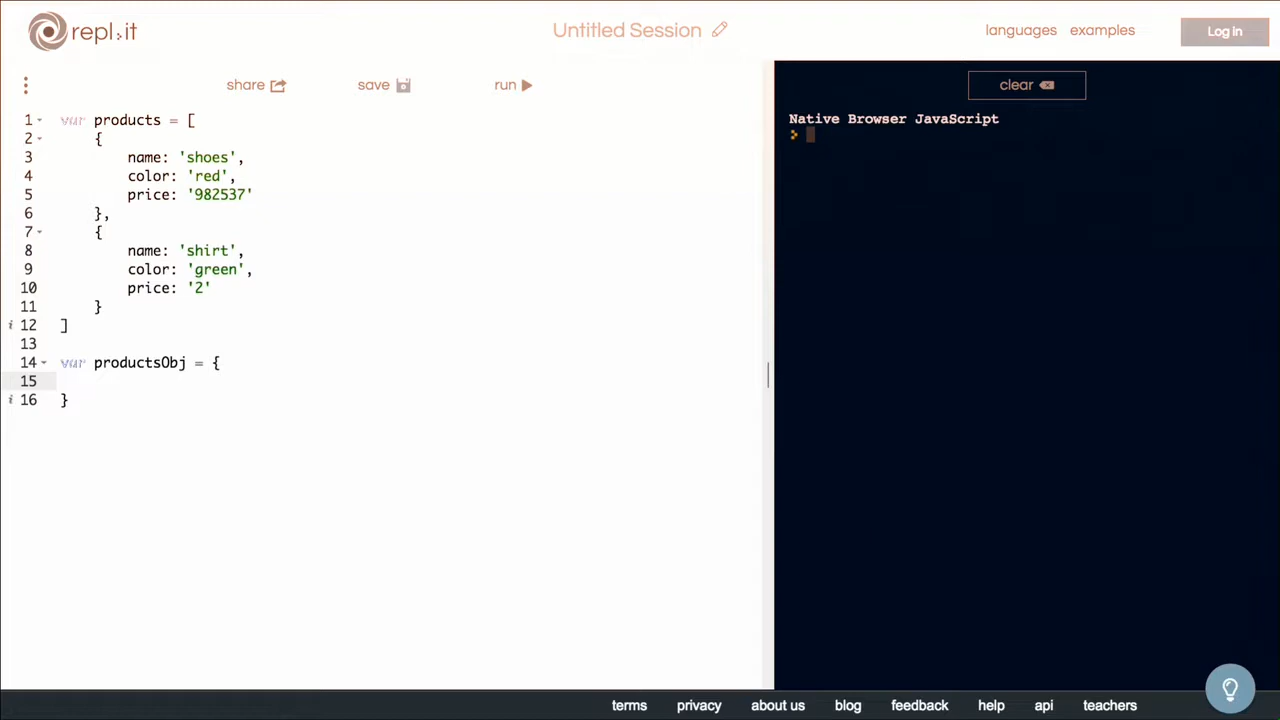 repl.it
Untitled Session
languages examples Log in
share save run
clear
1 var products = [
2 {
3 name: 'shoes',
4 color: 'red',
5 price: '982537'
6 },
7 {
8 name: 'shirt',
9 color: 'green',
10 price: '2'
11 }
12 ]
13
14 var productsObj = {
15
16 }
Native Browser JavaScript
>
terms privacy about us blog feedback help api teachers